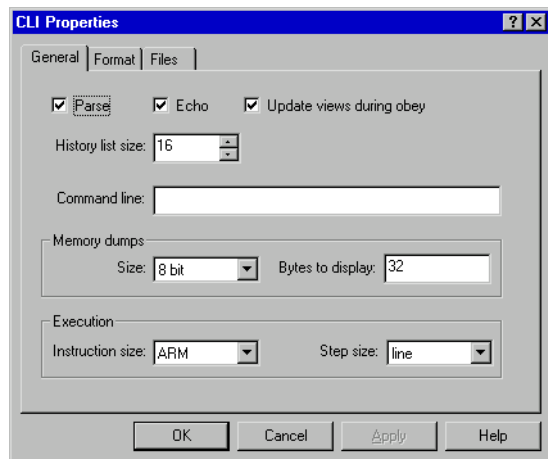 CLI Properties
General Format Files
Parse Echo Update views during obey
History list size: 16
Command line:
Memory dumps
Size: 8 bit Bytes to display: 32
Execution
Instruction size: ARM Step size: line
OK Cancel Apply Help